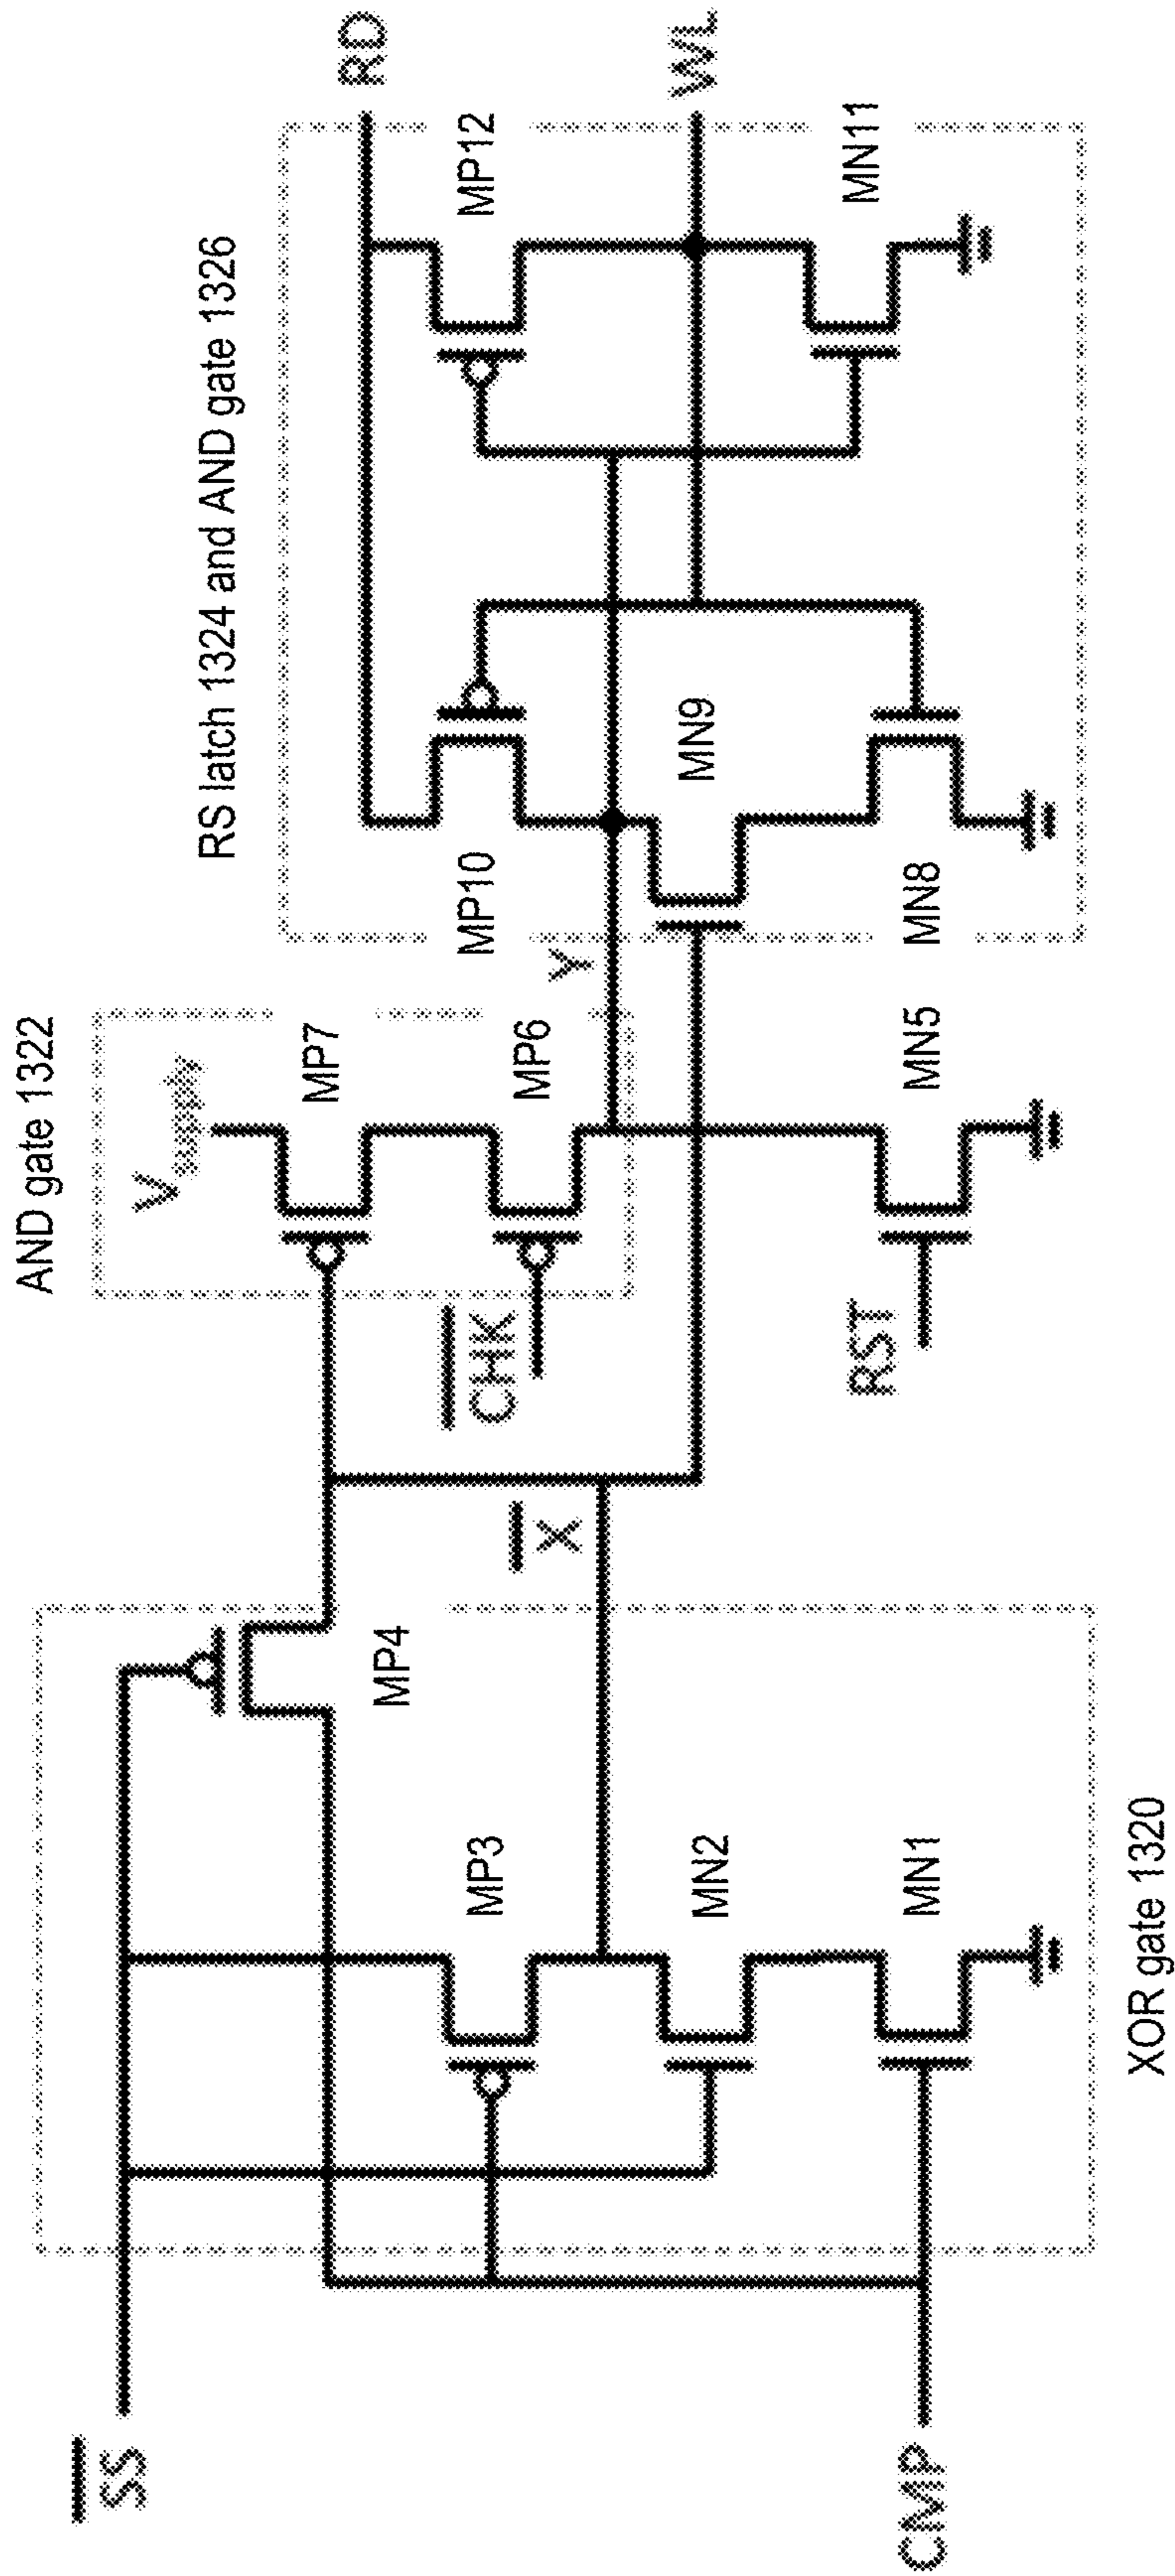 RS latch 1324 and AND gate 1326
RD
MP12
WL
MN11
MP10
MN9
MN8
Y
AND gate 1322
Vsupply
MP7
MP6
MN5
CHK
RST
X
MP4
MP3
MN2
MN1
XOR gate 1320
SS
CMP